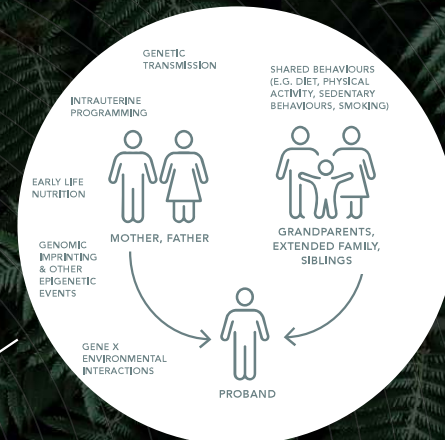 GENETIC
TRANSMISSION
SHARED BEHAVIOURS
(E.G. DIET, PHYSICAL
ACTIVITY, SEDENTARY
BEHAVIOURS, SMOKING)
INTRAUTERINE
PROGRAMMING
EARLY LIFE
NUTRITION
MOTHER, FATHER
GRANDPARENTS,
EXTENDED FAMILY,
SIBLINGS
GENOMIC
IMPRINTING
& OTHER
EPIGENETIC
EVENTS
GENE X
ENVIRONMENTAL
INTERACTIONS
PROBAND